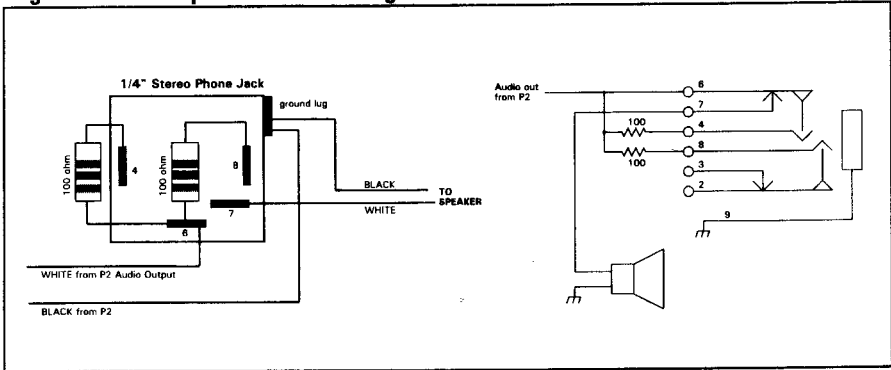 1/4" Stereo Phone Jack
ground lug
100 ohm
4
100 ohm
8
7
6
BLACK
WHITE
TO
SPEAKER
WHITE from P2 Audio Output
BLACK from P2
Audio out
from P2
6
7
100
4
100
8
3
2
9